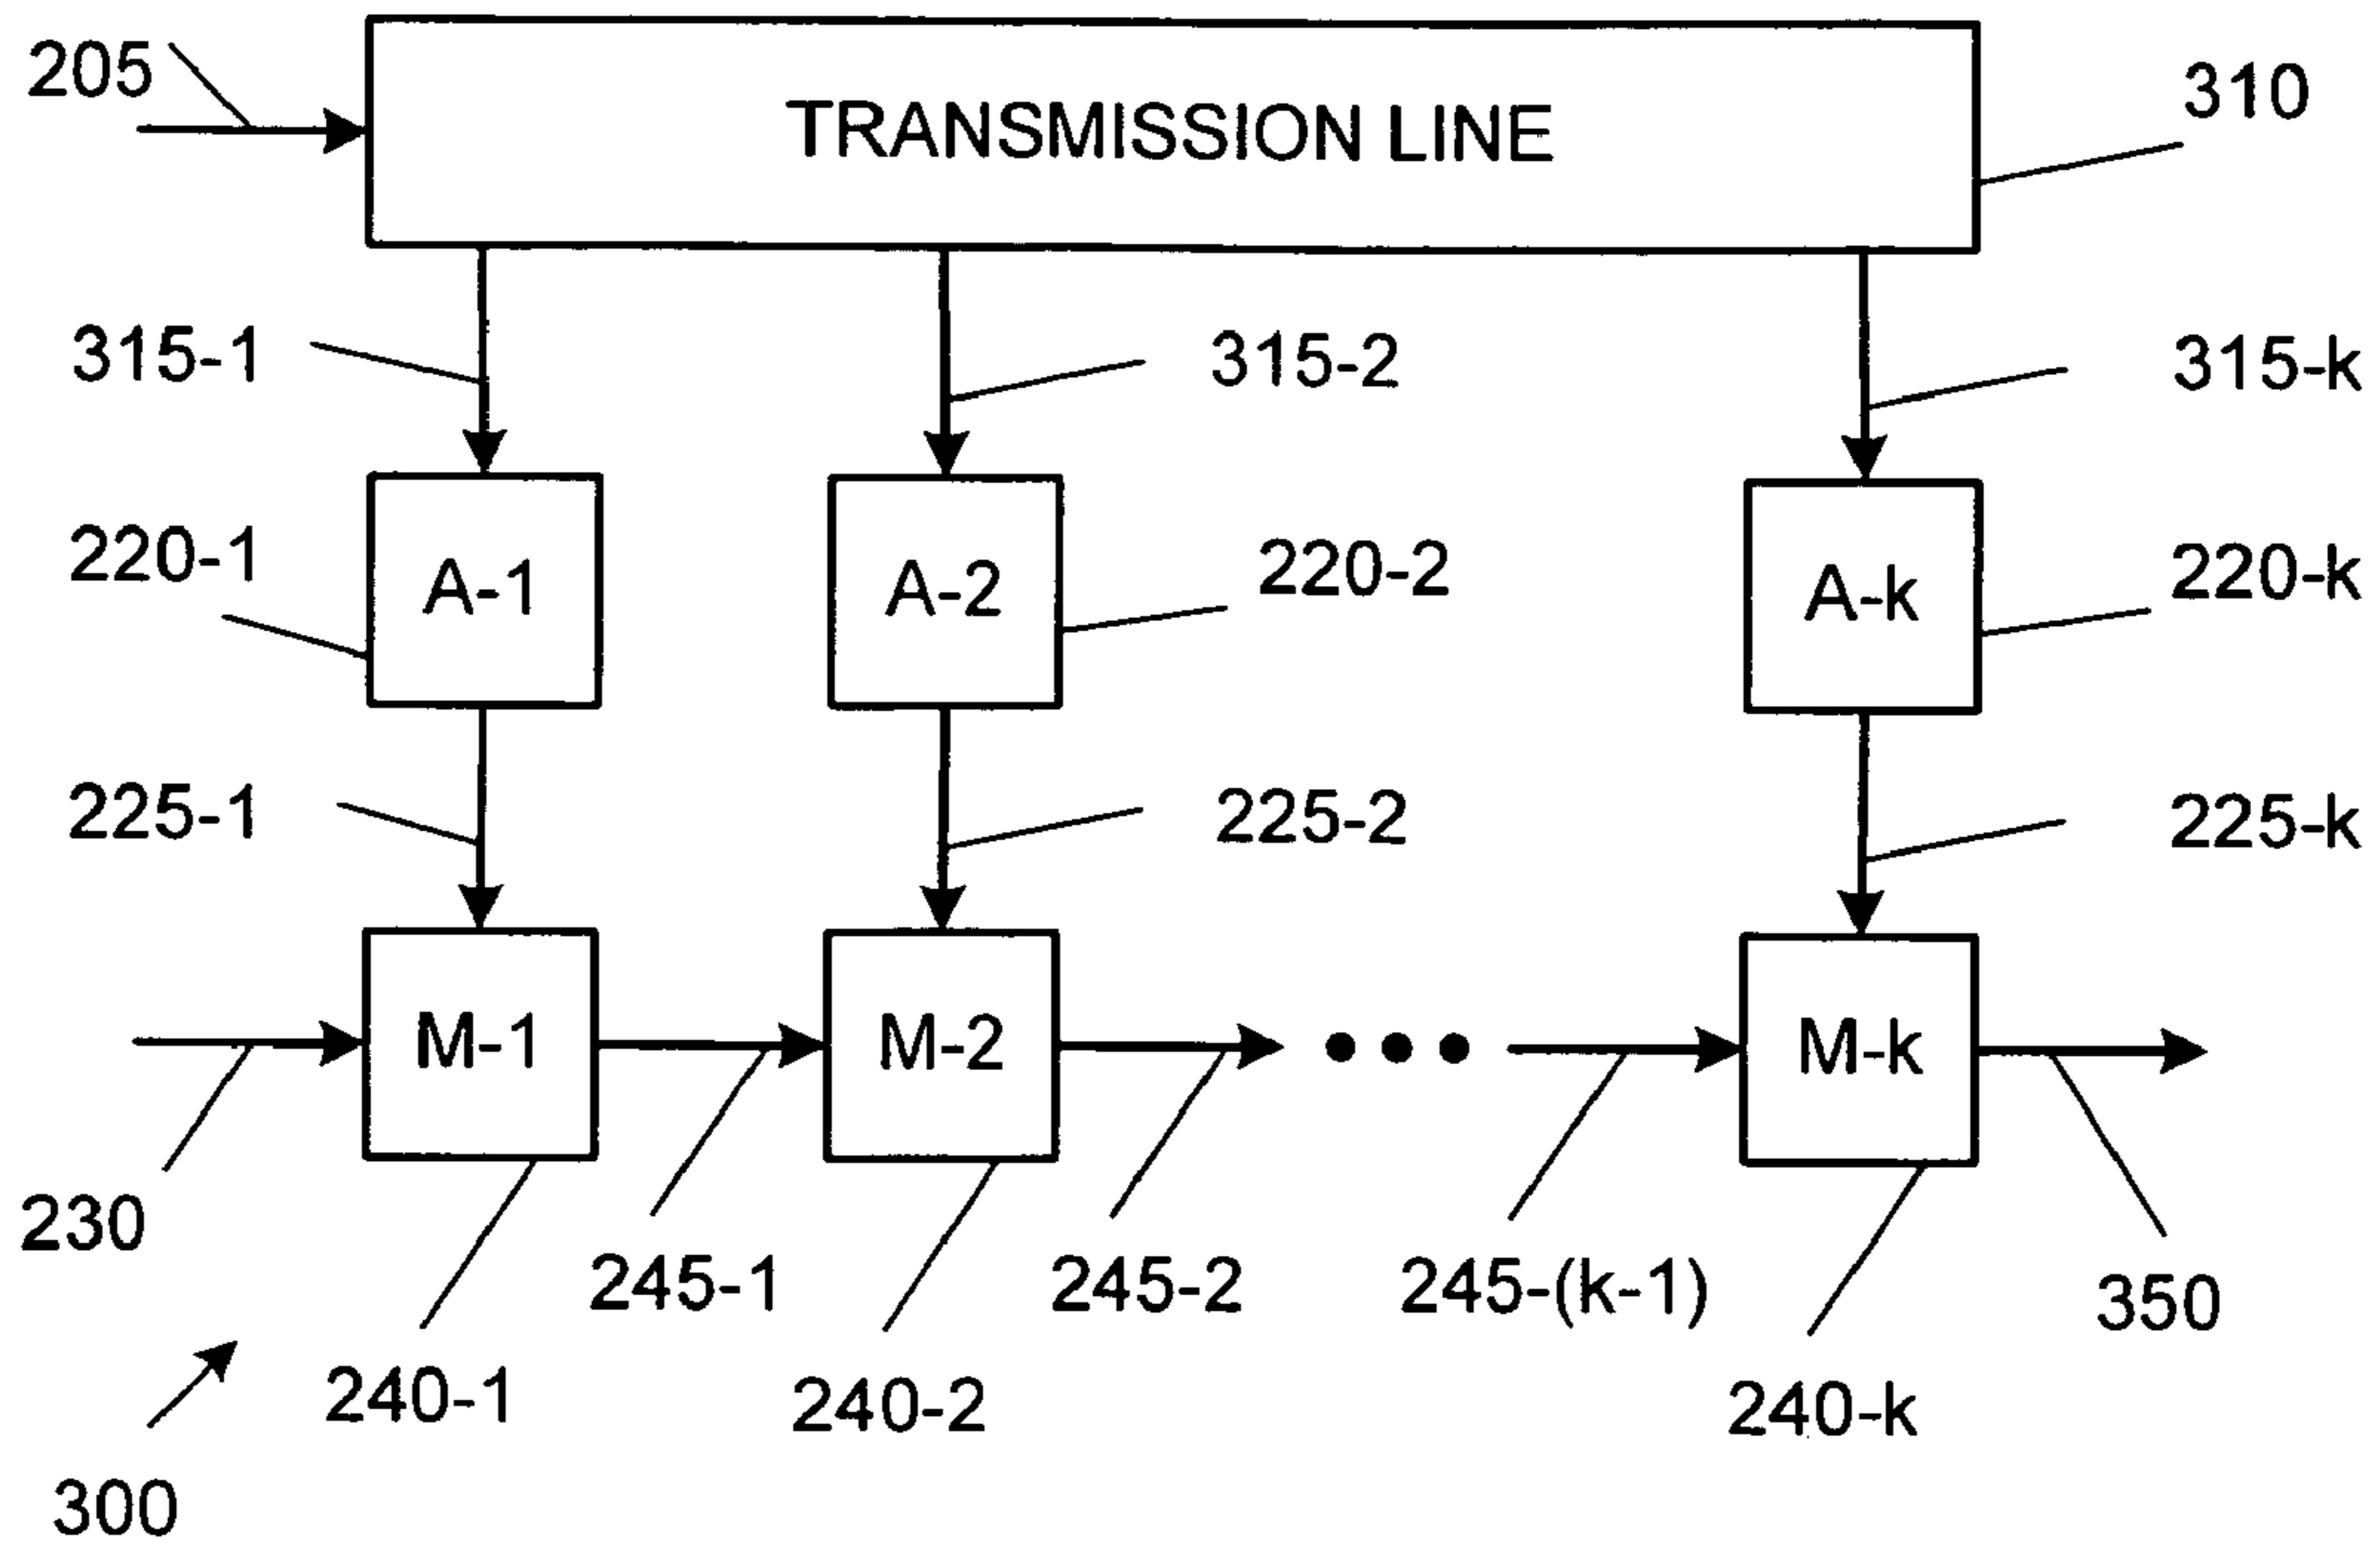 205
TRANSMISSION LINE
310
315-1
315-2
315-k
220-1
A-1
A-2
220-2
A-k
220-k
225-1
225-2
225-k
M-1
M-2
M-k
230
245-1
245-2
245-(k-1)
350
240-1
240-2
240-k
300